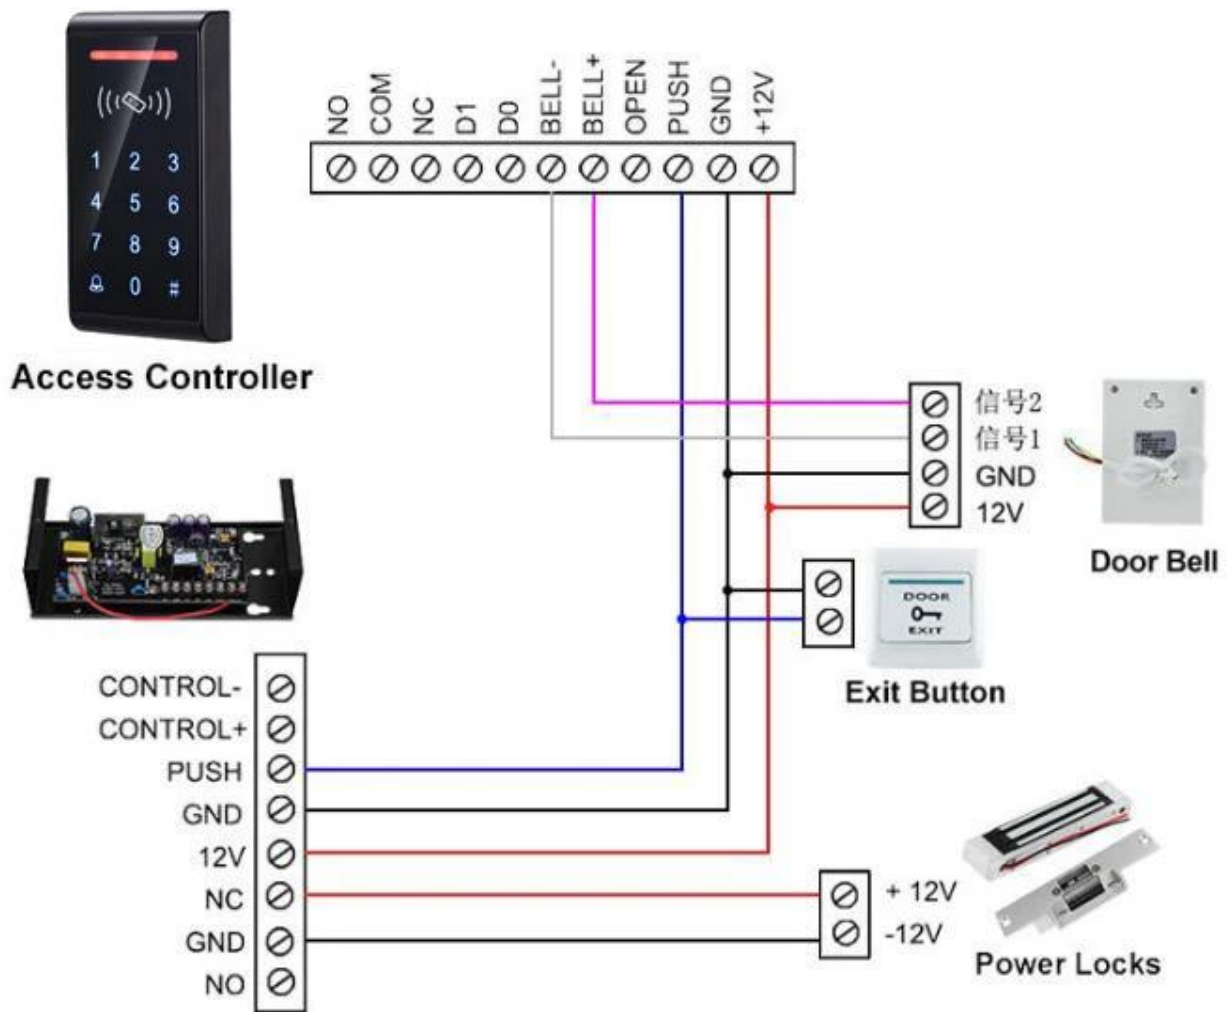 NO
COM
NC
D1
D0
BELL-
BELL+
OPEN
PUSH
GND
+12V
1 2 3
4 5 6
7 8 9
0 #
Access Controller
信号2
信号1
GND
12V
Door Bell
DOOR
EXIT
Exit Button
CONTROL-
CONTROL+
PUSH
GND
12V
NC
GND
NO
+ 12V
-12V
Power Locks